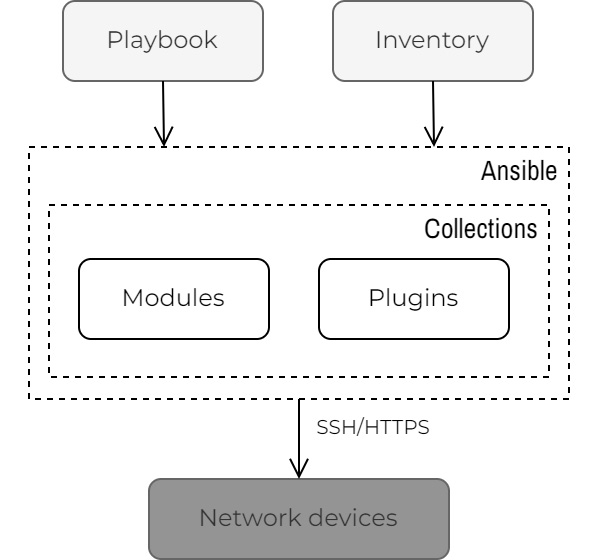 Playbook
Inventory
Ansible
Collections
Modules
Plugins
SSH/HTTPS
Network devices